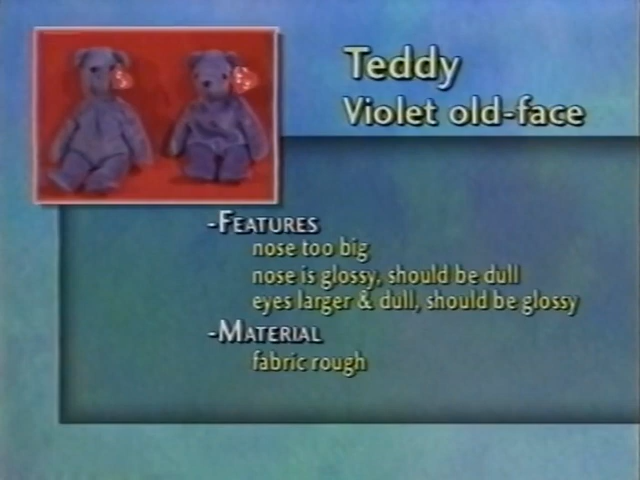 Teddy
Violet old-face
-FEATURES
nose too big
nose is glossy, should be dull
eyes larger & dull, should be glossy
-MATERIAL
fabric rough